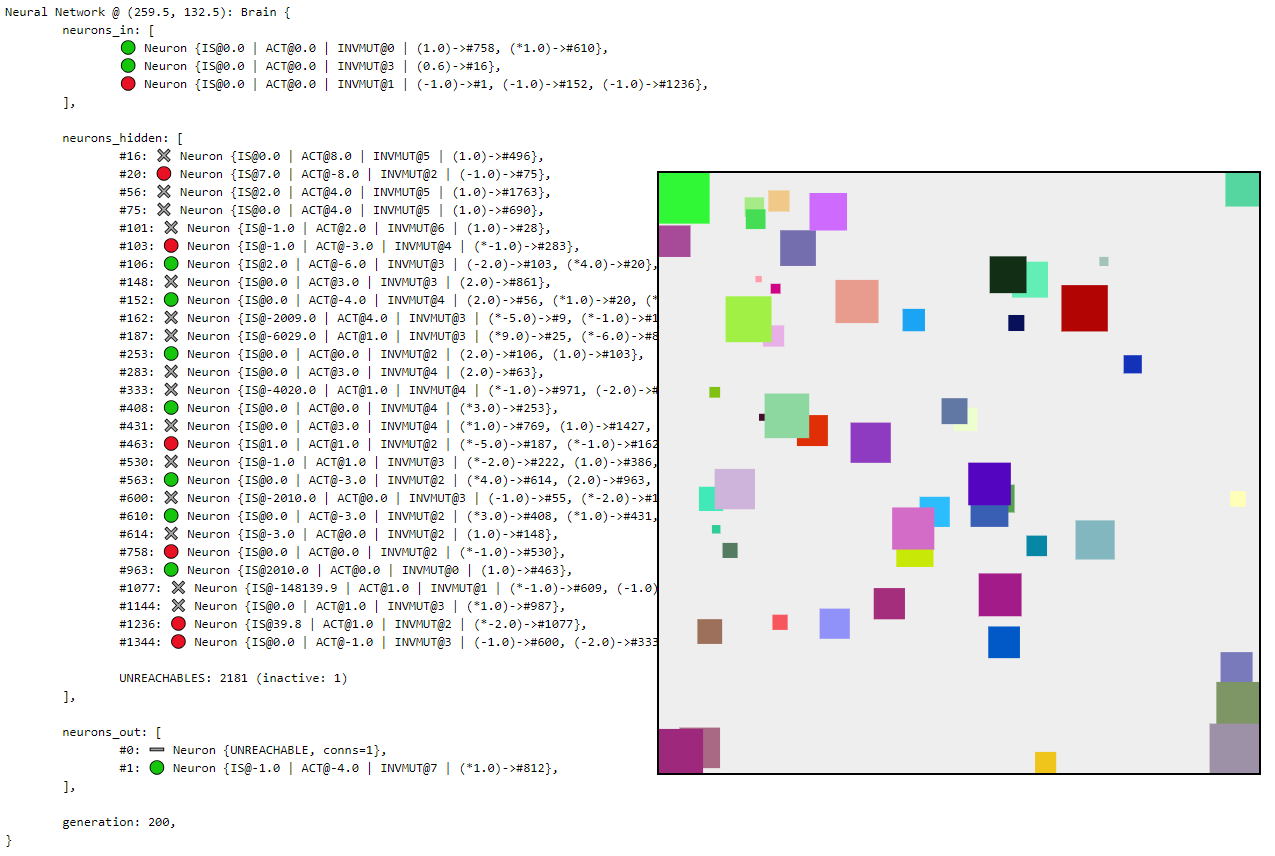 Neural Network @ (259.5, 132.5): Brain {
neurons_in: [
Neuron {IS@0.0 | ACT@0.0 | INVMUT@0 | (1.0)->#758, (*1.0)->#610},
Neuron {IS@0.0 | ACT@0.0 | INVMUT@3 | (0.6)->#16},
Neuron {IS@0.0 | ACT@0.0 | INVMUT@1 | (-1.0)->#1, (-1.0)->#152, (-1.0)->#1236},
],
neurons_hidden: [
#16: Neuron {IS@0.0 | ACT@8.0 | INVMUT@5 | (1.0)->#496},
#20: Neuron {IS@7.0 | ACT@-8.0 | INVMUT@2 | (-1.0)->#75},
#56: Neuron {IS@2.0 | ACT@4.0 | INVMUT@5 | (1.0)->#1763},
#75: Neuron {IS@0.0 | ACT@4.0 | INVMUT@5 | (1.0)->#690},
#101: Neuron {IS@-1.0 | ACT@2.0 | INVMUT@6 | (1.0)->#28},
#103: Neuron {IS@-1.0 | ACT@-3.0 | INVMUT@4 | (*-1.0)->#283},
#106: Neuron {IS@2.0 | ACT@-6.0 | INVMUT@3 | (-2.0)->#103, (*4.0)->#20},
#148: Neuron {IS@0.0 | ACT@3.0 | INVMUT@3 | (2.0)->#861},
#152: Neuron {IS@0.0 | ACT@-4.0 | INVMUT@4 | (2.0)->#56, (*1.0)->#20, (*
#162: Neuron {IS@-2009.0 | ACT@4.0 | INVMUT@3 | (*-5.0)->#9, (*-1.0)->#1
#187: Neuron {IS@-6029.0 | ACT@1.0 | INVMUT@3 | (*9.0)->#25, (*-6.0)->#8
#253: Neuron {IS@0.0 | ACT@0.0 | INVMUT@2 | (2.0)->#106, (1.0)->#103},
#283: Neuron {IS@0.0 | ACT@3.0 | INVMUT@4 | (2.0)->#63},
#333: Neuron {IS@-4020.0 | ACT@1.0 | INVMUT@4 | (*-1.0)->#971, (-2.0)->#
#408: Neuron {IS@0.0 | ACT@0.0 | INVMUT@4 | (*3.0)->#253},
#431: Neuron {IS@0.0 | ACT@3.0 | INVMUT@4 | (*1.0)->#769, (1.0)->#1427,
#463: Neuron {IS@1.0 | ACT@1.0 | INVMUT@2 | (*-5.0)->#187, (*-1.0)->#162
#530: Neuron {IS@-1.0 | ACT@1.0 | INVMUT@3 | (*-2.0)->#222, (1.0)->#386,
#563: Neuron {IS@0.0 | ACT@-3.0 | INVMUT@2 | (*4.0)->#614, (2.0)->#963,
#600: Neuron {IS@-2010.0 | ACT@0.0 | INVMUT@3 | (-1.0)->#55, (*-2.0)->#1
#610: Neuron {IS@0.0 | ACT@-3.0 | INVMUT@2 | (*3.0)->#408, (*1.0)->#431,
#614: Neuron {IS@-3.0 | ACT@0.0 | INVMUT@2 | (1.0)->#148},
#758: Neuron {IS@0.0 | ACT@0.0 | INVMUT@2 | (*-1.0)->#530},
#963: Neuron {IS@2010.0 | ACT@0.0 | INVMUT@0 | (1.0)->#463},
#1077: Neuron {IS@-148139.9 | ACT@1.0 | INVMUT@1 | (*-1.0)->#609, (-1.0)
#1144: Neuron {IS@0.0 | ACT@1.0 | INVMUT@3 | (*1.0)->#987},
#1236: Neuron {IS@39.8 | ACT@1.0 | INVMUT@2 | (*-2.0)->#1077},
#1344: Neuron {IS@0.0 | ACT@-1.0 | INVMUT@3 | (-1.0)->#600, (-2.0)->#333
UNREACHABLES: 2181 (inactive: 1)
],
neurons_out: [
#0: Neuron {UNREACHABLE, conns=1},
#1: Neuron {IS@-1.0 | ACT@-4.0 | INVMUT@7 | (*1.0)->#812},
],
generation: 200,
}